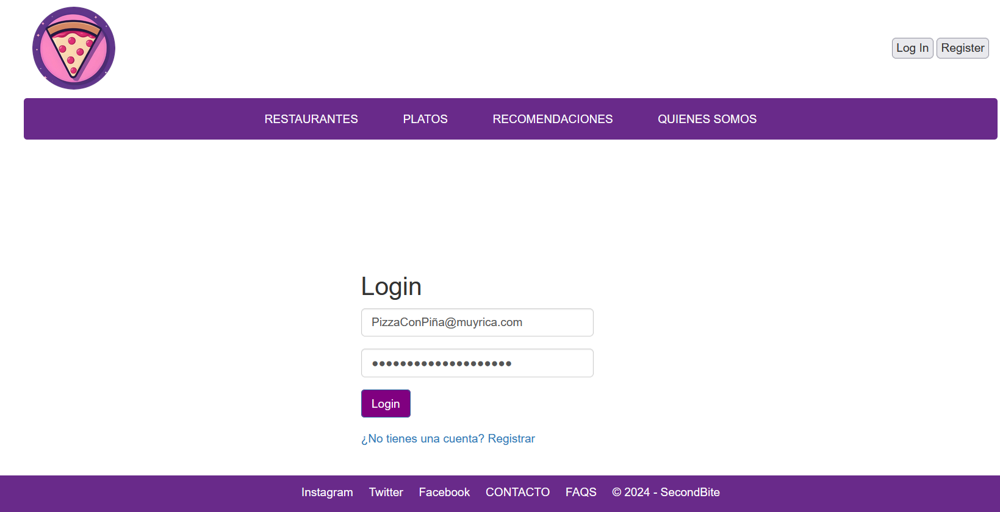 Log In Register
RESTAURANTES PLATOS RECOMENDACIONES QUIENES SOMOS
Login
PizzaConPiña@muyrica.com
••••••••••••••••••••
Login
¿No tienes una cuenta? Registrar
Instagram Twitter Facebook CONTACTO FAQS © 2024 - SecondBite